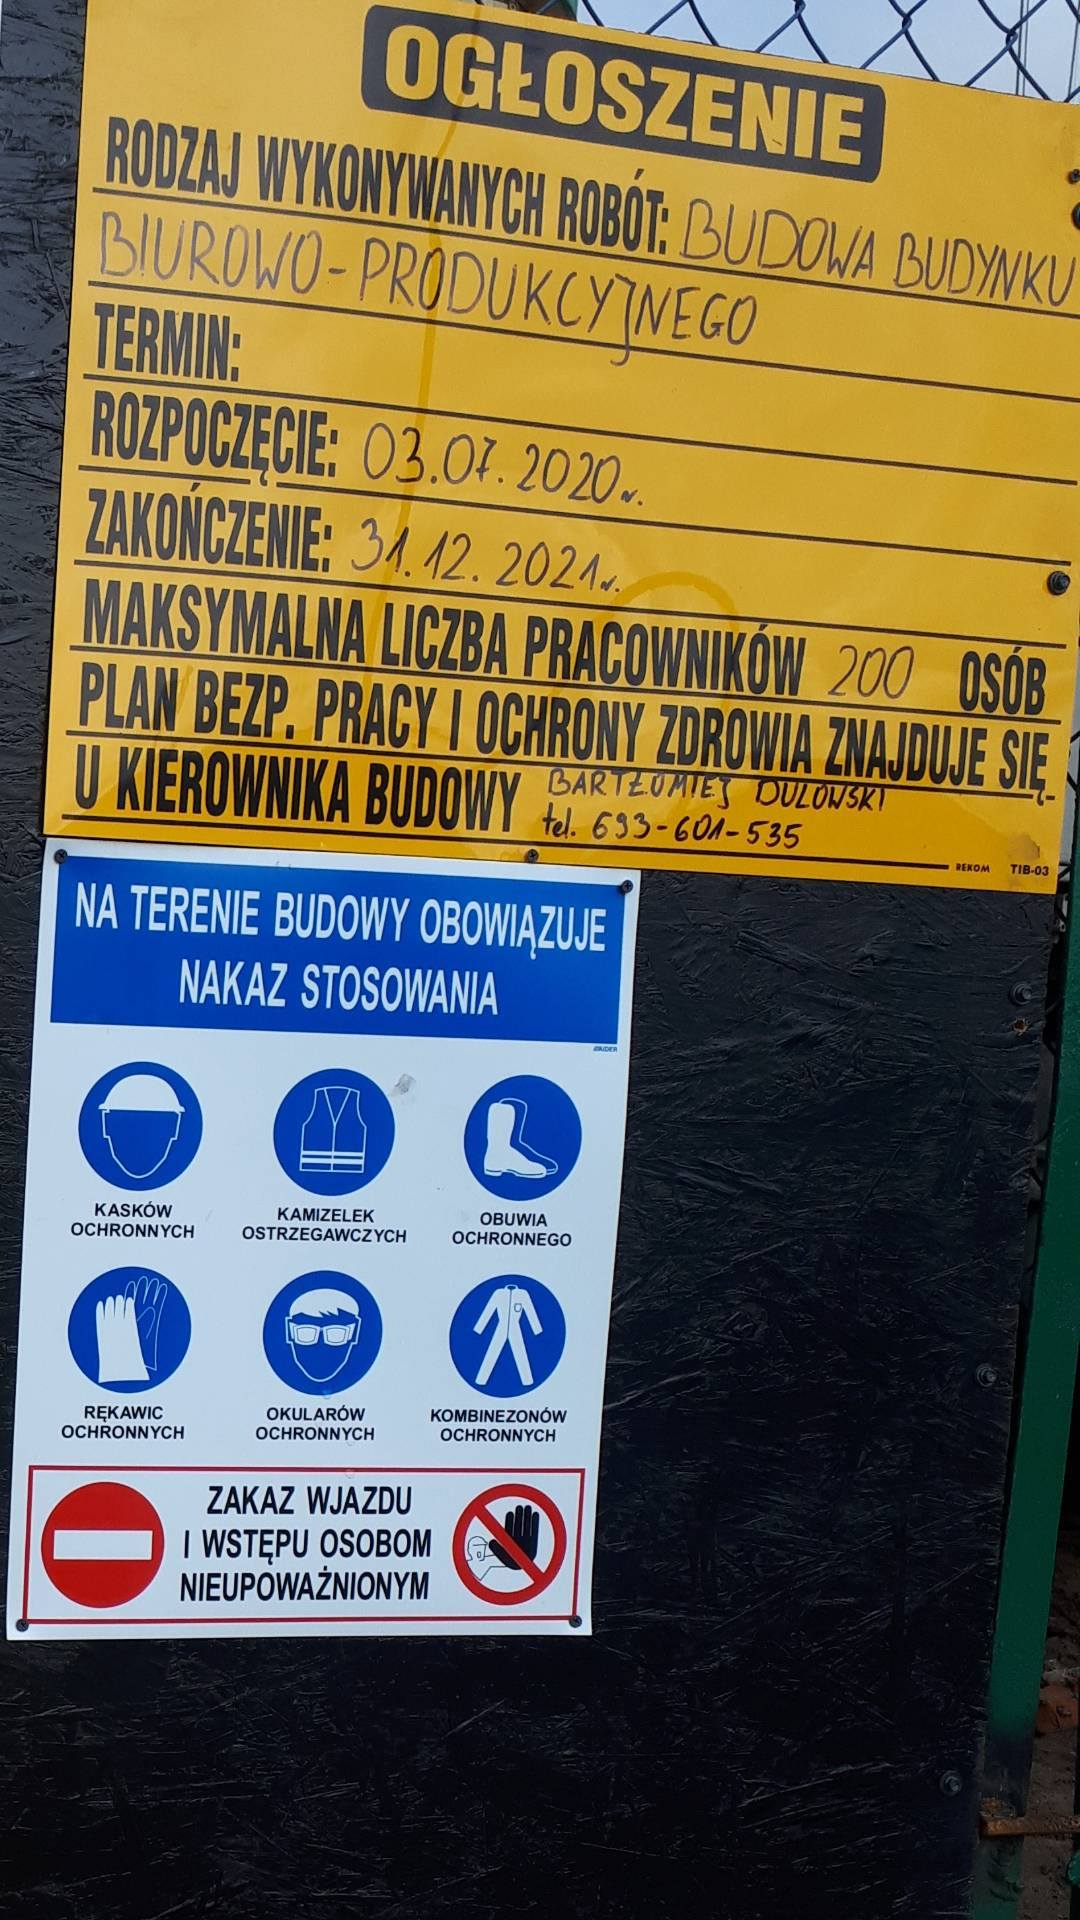 OGŁOSZENIE
RODZAJ WYKONYWANYCH ROBÓT: BUDOWA BUDYNKU
BIUROWO-PRODUKCYJNEGO
TERMIN:
ROZPOCZĘCIE: 03.07.2020r.
ZAKOŃCZENIE: 31.12.2021r.
MAKSYMALNA LICZBA PRACOWNIKÓW 200 OSÓB
PLAN BEZP. PRACY I OCHRONY ZDROWIA ZNAJDUJE SIĘ
U KIEROWNIKA BUDOWY BARTŁOMIEJ DULOWSKI
tel. 693-601-535
REKOM TIB-03
NA TERENIE BUDOWY OBOWIĄZUJE
NAKAZ STOSOWANIA
KASKÓW
OCHRONNYCH
KAMIZELEK
OSTRZEGAWCZYCH
OBUWIA
OCHRONNEGO
RĘKAWIC
OCHRONNYCH
OKULARÓW
OCHRONNYCH
KOMBINEZONÓW
OCHRONNYCH
ZAKAZ WJAZDU
I WSTĘPU OSOBOM
NIEUPOWAŻNIONYM